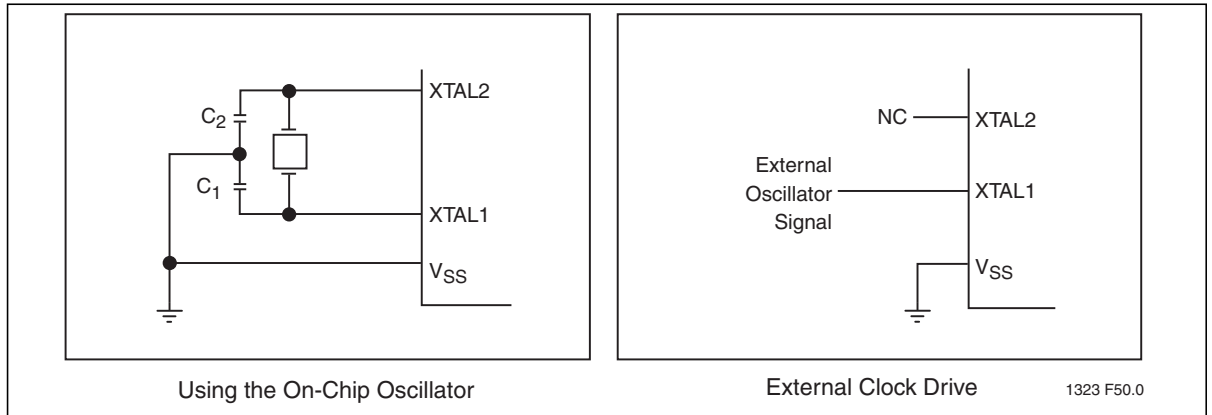 XTAL2
C2
C1
XTAL1
VSS
Using the On-Chip Oscillator
NC
XTAL2
External
Oscillator
Signal
XTAL1
VSS
External Clock Drive
1323 F50.0